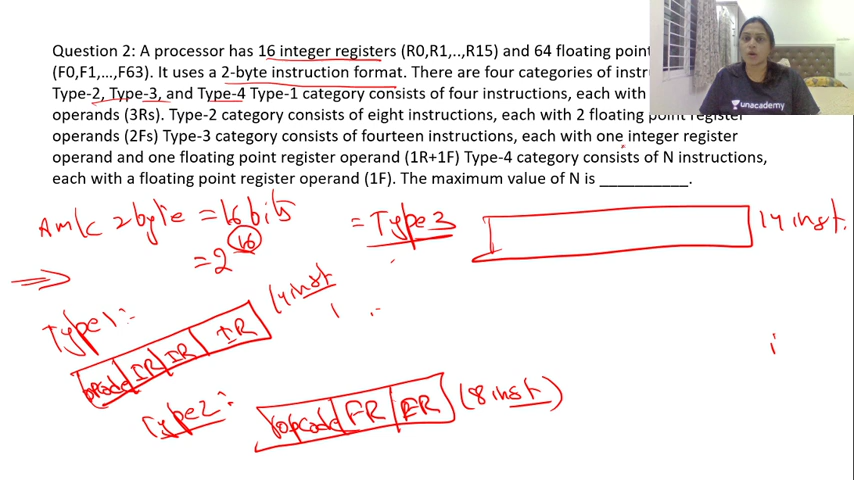 Question 2: A processor has 16 integer registers (R0,R1,..,R15) and 64 floating point
(F0,F1,…,F63). It uses a 2-byte instruction format. There are four categories of instr
Type-2, Type-3, and Type-4 Type-1 category consists of four instructions, each with
operands (3Rs). Type-2 category consists of eight instructions, each with 2 floating point register
operands (2Fs) Type-3 category consists of fourteen instructions, each with one integer register
operand and one floating point register operand (1R+1F) Type-4 category consists of N instructions,
each with a floating point register operand (1F). The maximum value of N is __________.
unacademy
A m/c 2 byte = 16 bits
= 2^16
= Type 3
14 inst.
Type 1:-
opcode IR IR IR
(4 inst
Type 2:
opcode FR FR (8 inst)
i